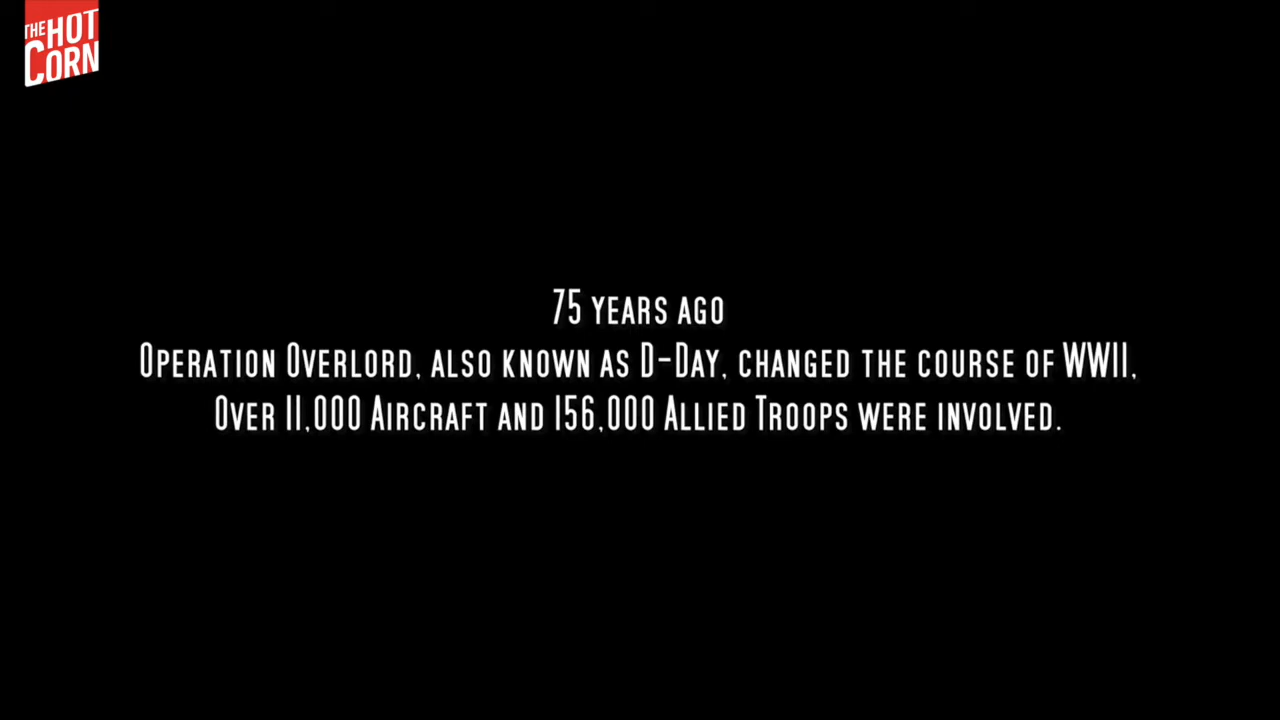 THE HOT
CORN
75 YEARS AGO
OPERATION OVERLORD, ALSO KNOWN AS D-DAY, CHANGED THE COURSE OF WWII,
OVER 11,000 AIRCRAFT AND 156,000 ALLIED TROOPS WERE INVOLVED.